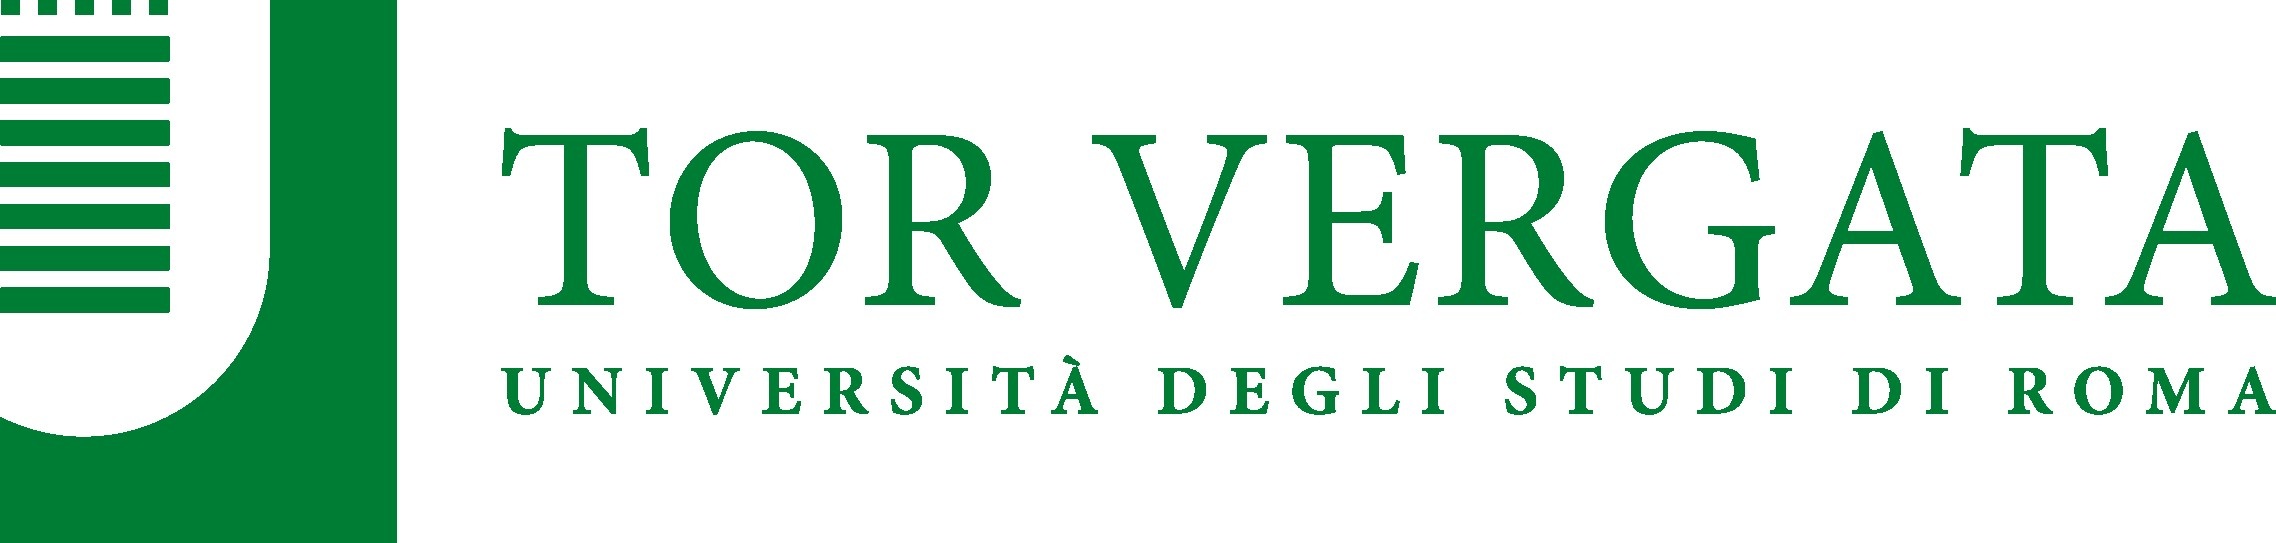 TOR VERGATA
UNIVERSITÀ DEGLI STUDI DI ROMA